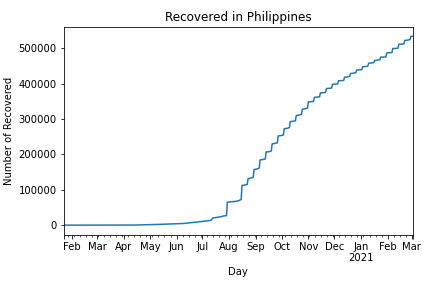 Recovered in Philippines
Number of Recovered
500000
400000
300000
200000
100000
0
Feb Mar Apr May Jun Jul Aug Sep Oct Nov Dec Jan Feb Mar
2021
Day